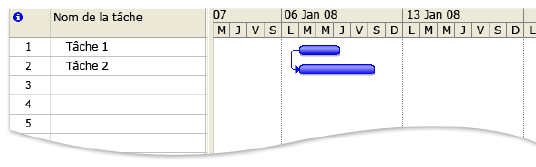 Nom de la tâche 07 06 Jan 08 13 Jan 08
M J V S L M M J V S D L M M J V S D
1 Tâche 1
2 Tâche 2
3
4
5